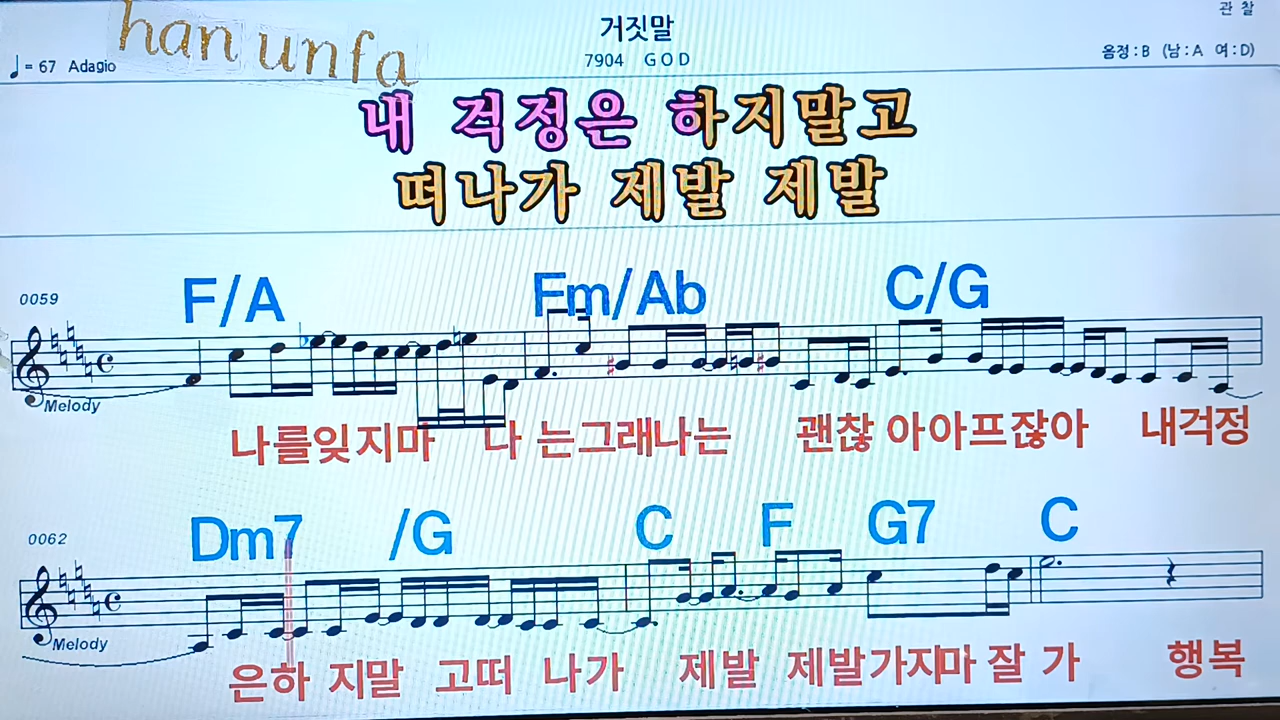 han unfa
거짓말
관 찰
♩= 67 Adagio
7904 GOD
음정:B (남:A 여:D)
내 걱정은 하지말고
떠나가 제발 제발
F/A Fm/Ab C/G
0059
Melody
나를잊지마 나 는그래나는 괜찮 아아프잖아 내걱정
Dm7 /G C F G7 C
0062
Melody
은하 지말 고떠 나가 제발 제발가지마 잘 가 행복